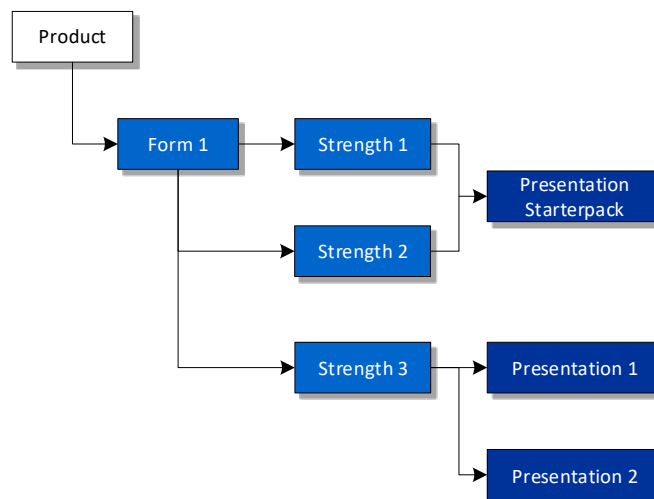 Product
Form 1
Strength 1
Presentation
Starterpack
Strength 2
Strength 3
Presentation 1
Presentation 2